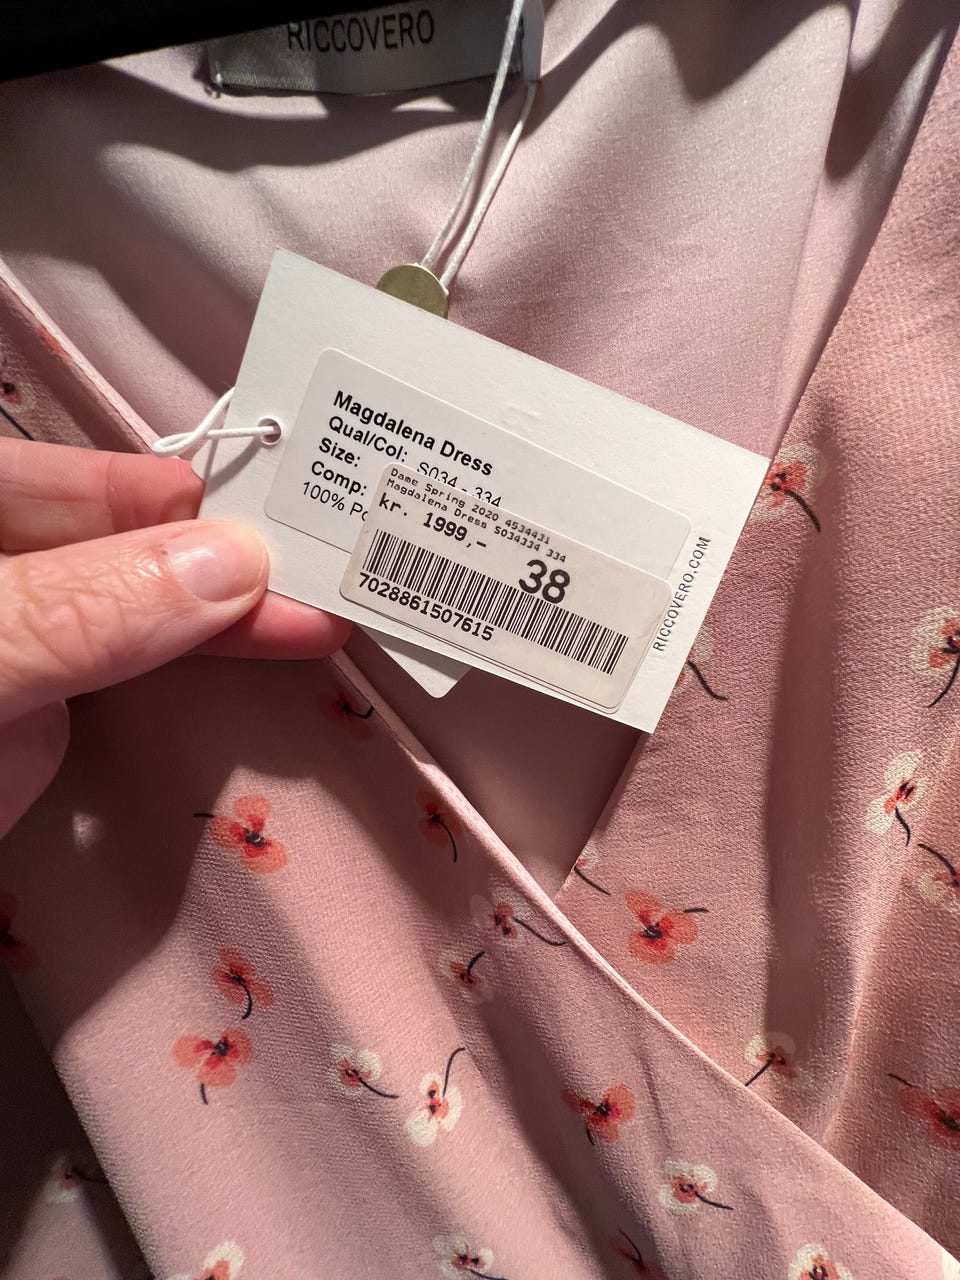 RICCOVERO
Magdalena Dress
Qual/Col: S034 - 334
Size:
Comp:
100%
Dame Spring 2020 4534431
Magdalena Dress S034334 334
kr. 1999,-
38
7028861507615
RICCOVERO.COM